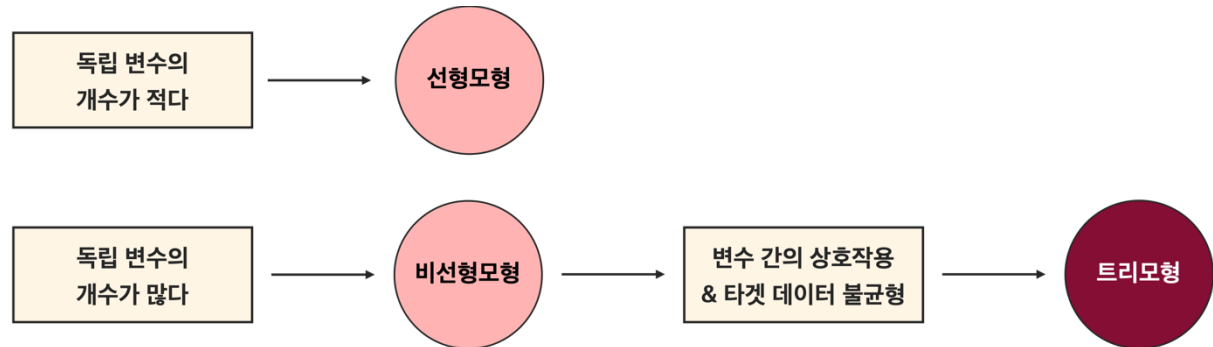 독립 변수의
개수가 적다
선형모형
독립 변수의
개수가 많다
비선형모형
변수 간의 상호작용
& 타겟 데이터 불균형
트리모형